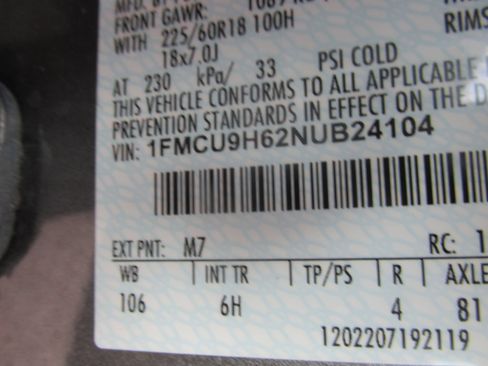 FRONT GAWR:
WITH 225/60R18 100H RIMS
18x7.0J
AT 230 kPa/ 33 PSI COLD
THIS VEHICLE CONFORMS TO ALL APPLICABLE
PREVENTION STANDARDS IN EFFECT ON THE D
VIN: 1FMCU9H62NUB24104
EXT PNT: M7 RC: 1
WB INT TR TP/PS R AXLE
106 6H 4 81
1202207192119